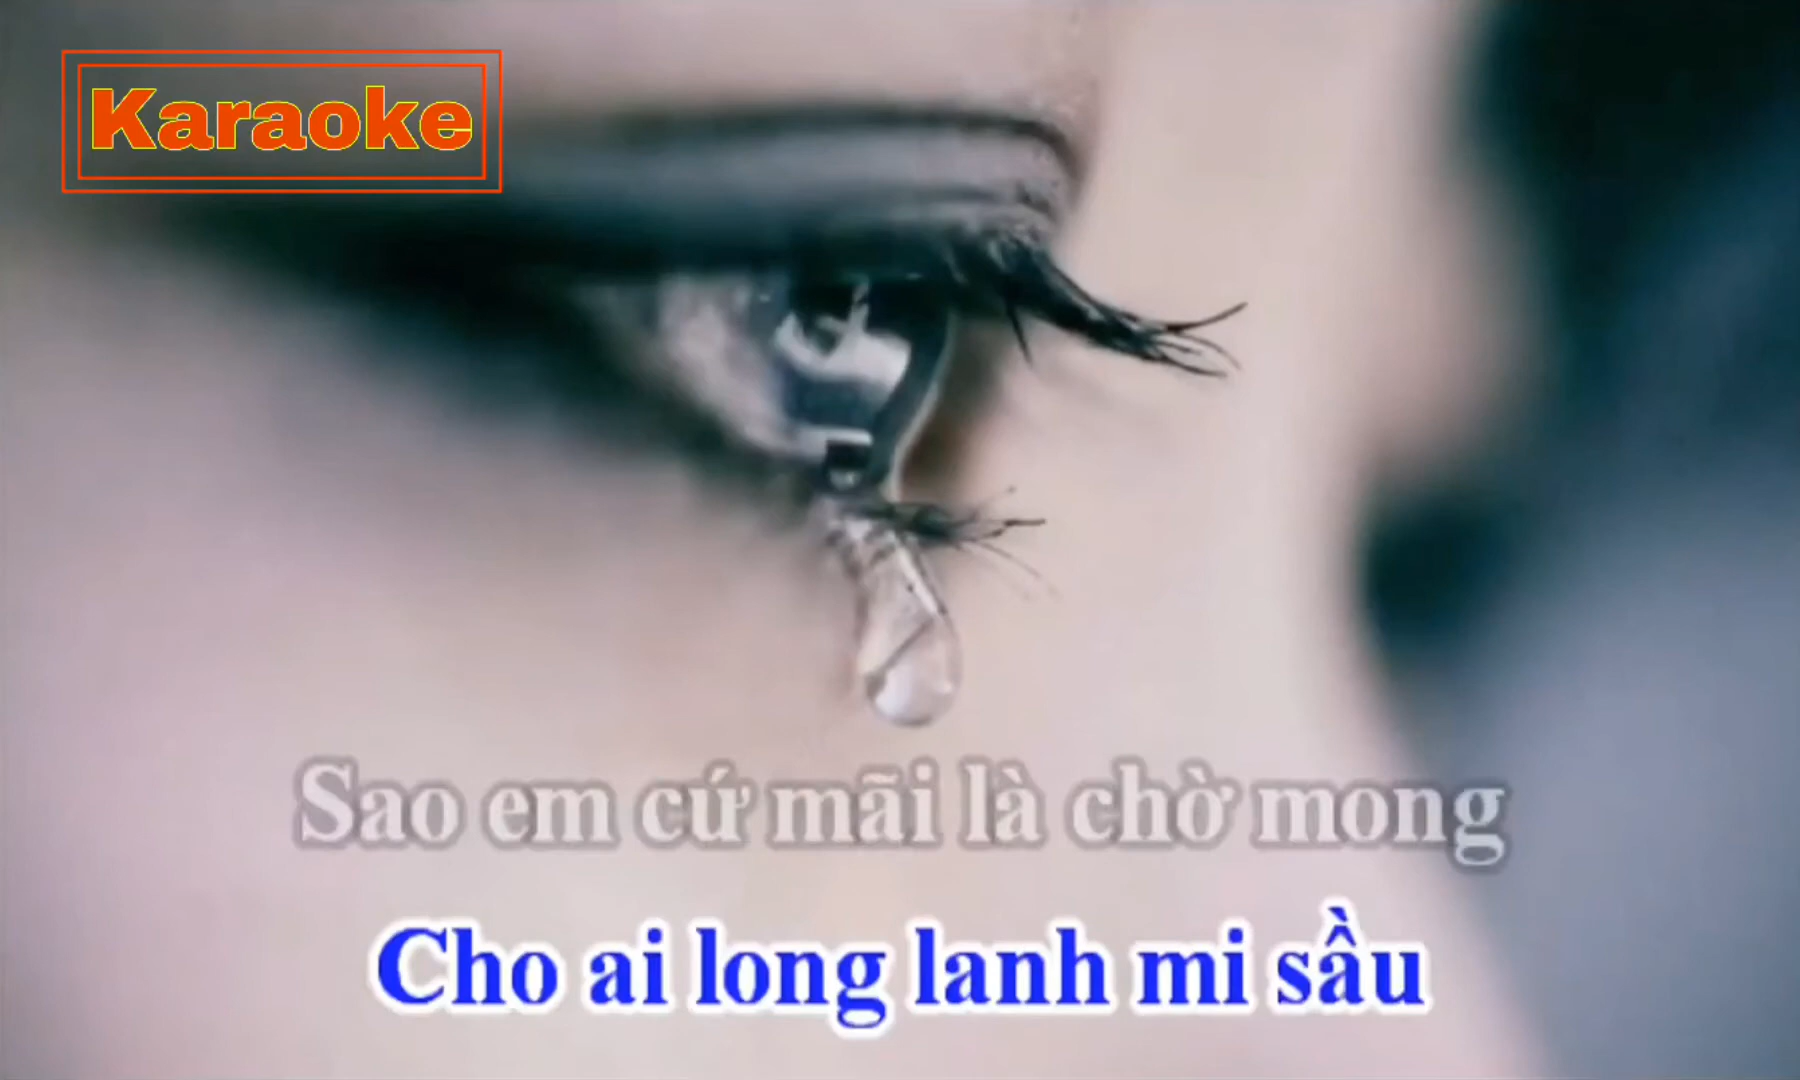 Karaoke
Sao em cứ mãi là chờ mong
Cho ai long lanh mi sầu